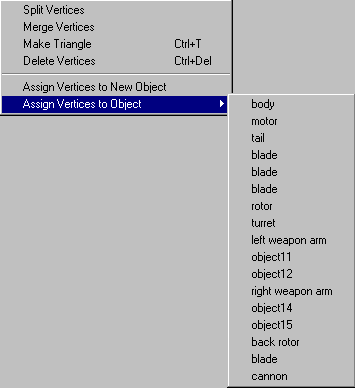 Split Vertices
Merge Vertices
Make Triangle Ctrl+T
Delete Vertices Ctrl+Del
Assign Vertices to New Object
Assign Vertices to Object
body
motor
tail
blade
blade
blade
rotor
turret
left weapon arm
object11
object12
right weapon arm
object14
object15
back rotor
blade
cannon